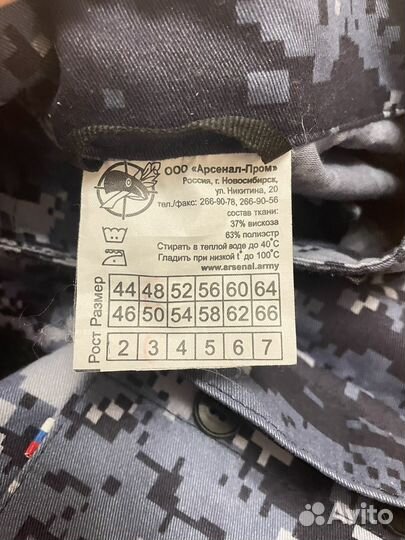 ООО «Арсенал-Пром»
Россия, г. Новосибирск,
ул. Никитина, 20
тел./факс: 266-90-78, 266-90-56
состав ткани:
37% вискоза
63% полиэстр
Стирать в теплой воде до 40˚C
Гладить при низкой t˚ до 100˚C
www.arsenal.army
Размер
44 48 52 56 60 64
46 50 54 58 62 66
Рост
2 3 4 5 6 7
Avito